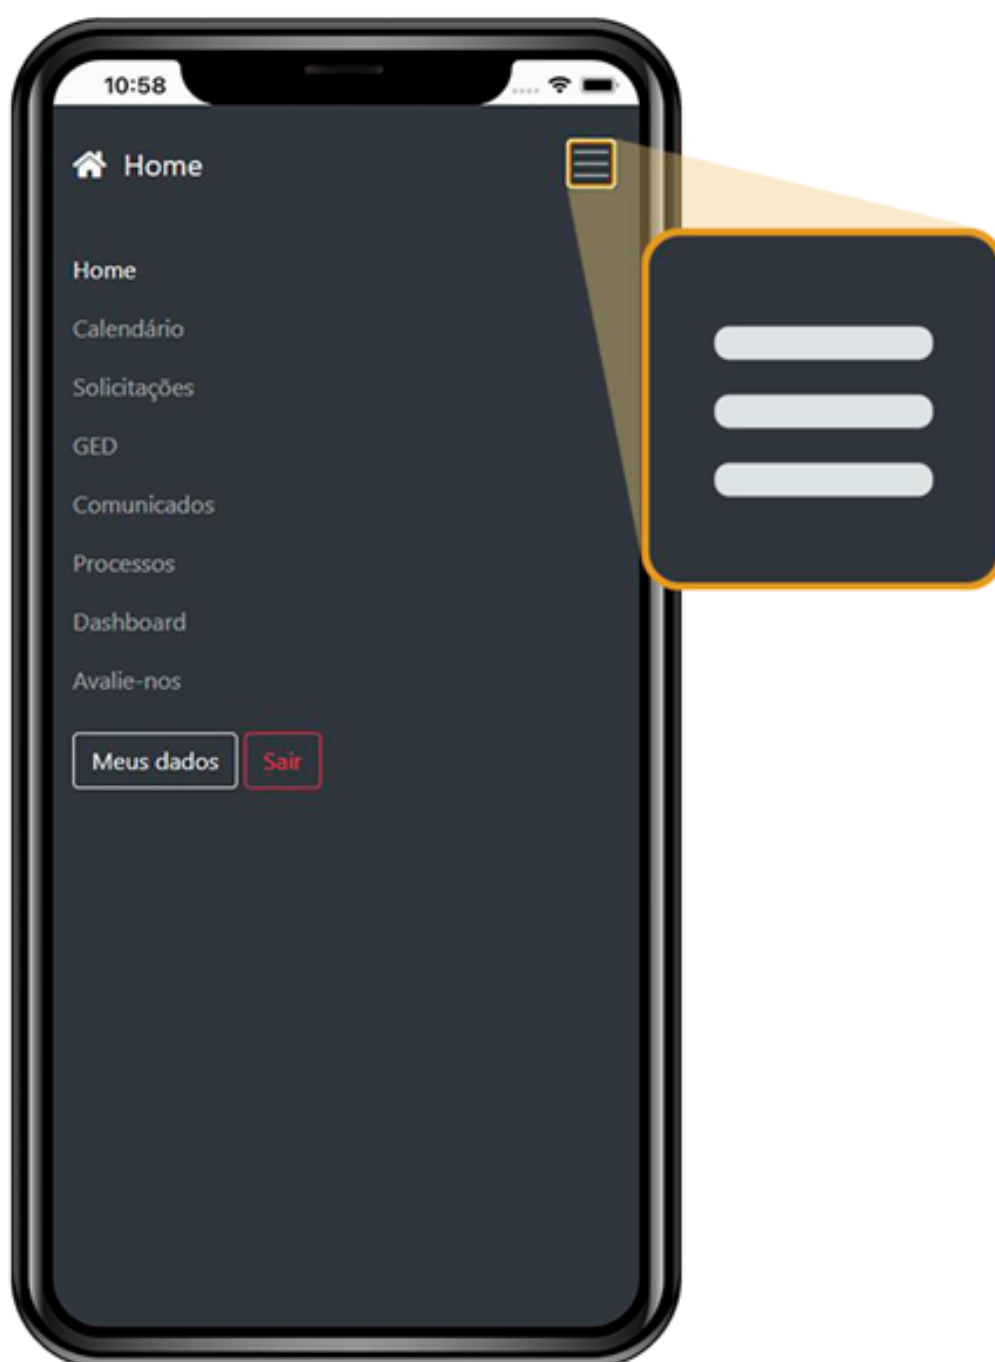 10:58
Home
Home
Calendário
Solicitações
GED
Comunicados
Processos
Dashboard
Avalie-nos
Meus dados Sair